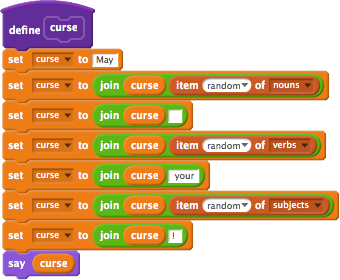 define curse
set curse to May
set curse to join curse item random of nouns
set curse to join curse
set curse to join curse item random of verbs
set curse to join curse your
set curse to join curse item random of subjects
set curse to join curse !
say curse